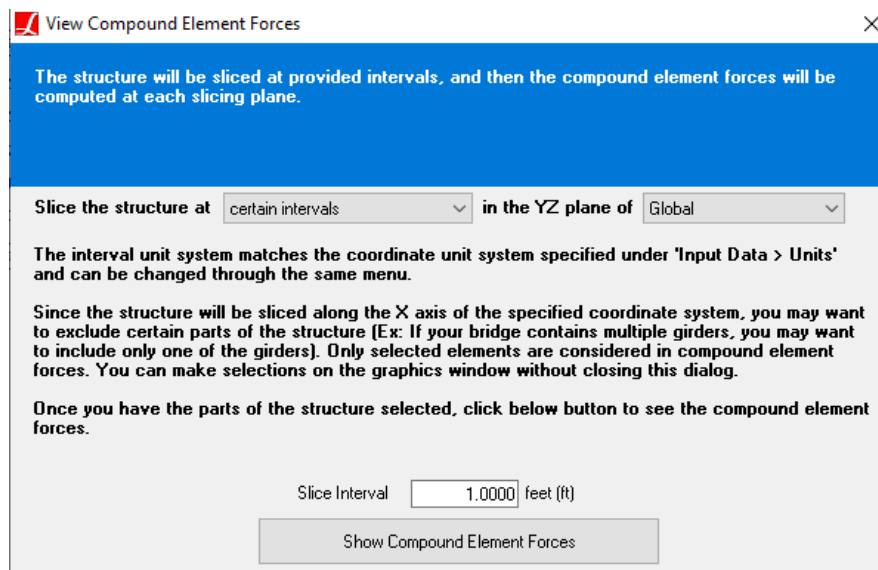 View Compound Element Forces
The structure will be sliced at provided intervals, and then the compound element forces will be
computed at each slicing plane.
Slice the structure at certain intervals in the YZ plane of Global
The interval unit system matches the coordinate unit system specified under 'Input Data > Units'
and can be changed through the same menu.
Since the structure will be sliced along the X axis of the specified coordinate system, you may want
to exclude certain parts of the structure (Ex: If your bridge contains multiple girders, you may want
to include only one of the girders). Only selected elements are considered in compound element
forces. You can make selections on the graphics window without closing this dialog.
Once you have the parts of the structure selected, click below button to see the compound element
forces.
Slice Interval 1.0000 feet (ft)
Show Compound Element Forces